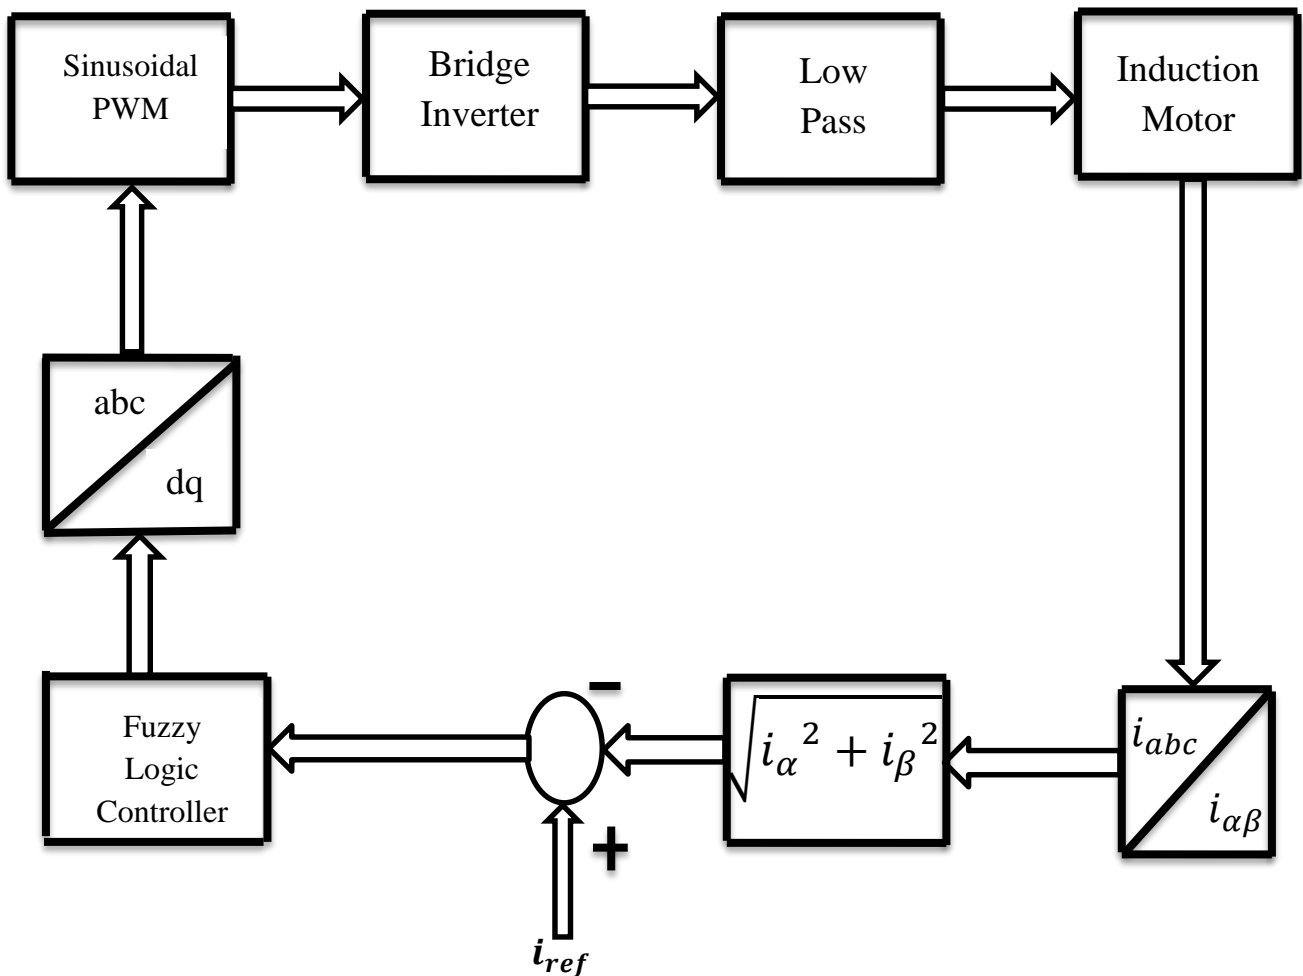 Sinusoidal
PWM
Bridge
Inverter
Low
Pass
Induction
Motor
abc
dq
Fuzzy
Logic
Controller
−
+
i_ref
√(i_α² + i_β²)
i_abc
i_αβ